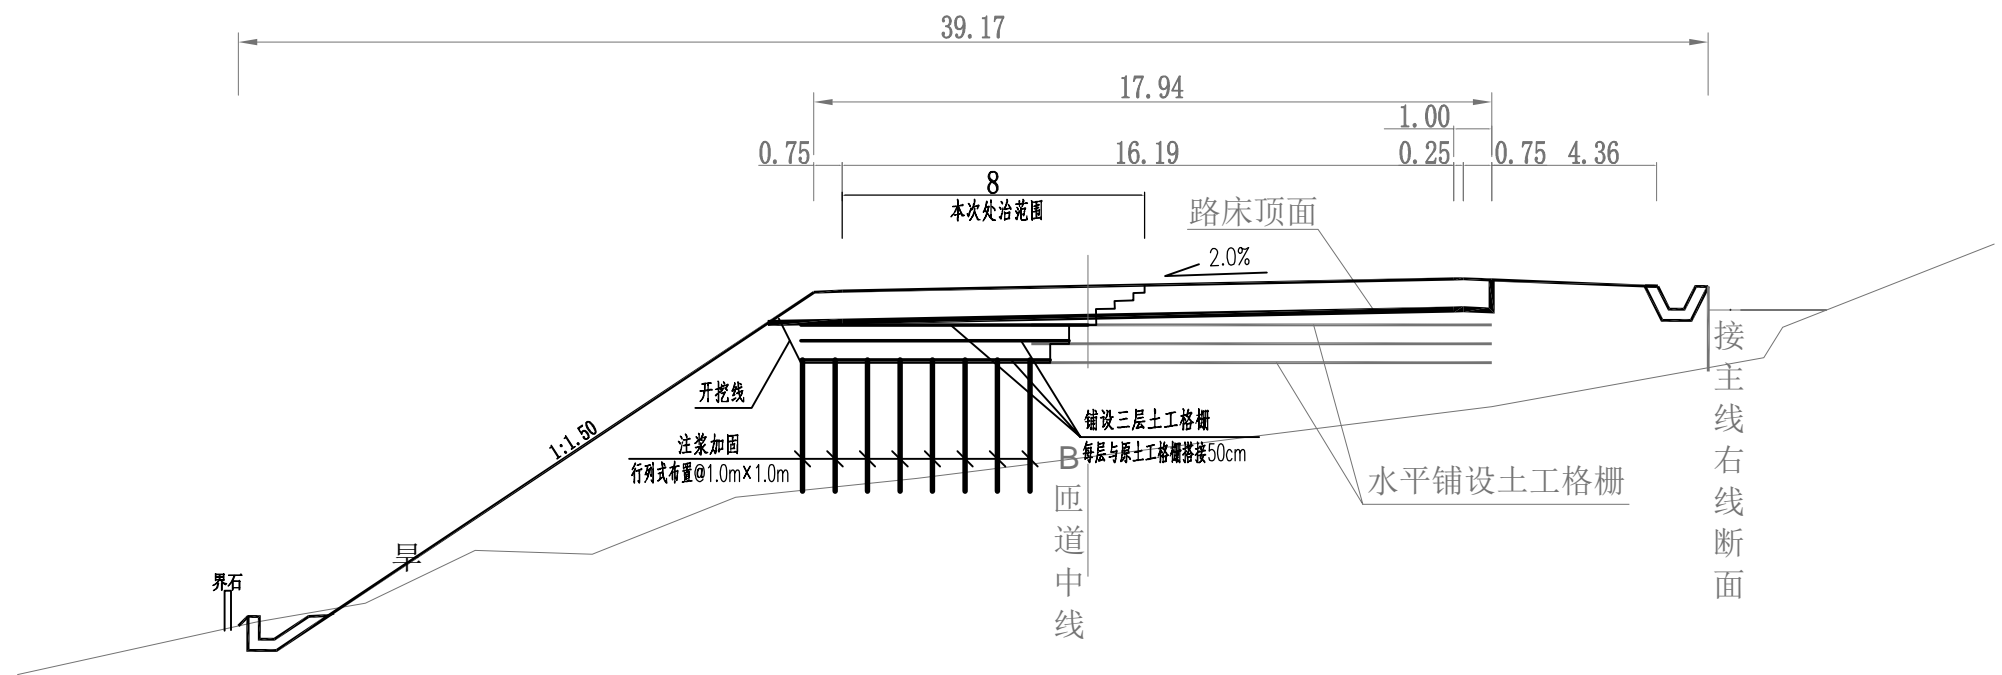 39.17
17.94
1.00
0.75
16.19
0.25
0.75
4.36
8
本次处治范围
路床顶面
2.0%
开挖线
1:1.50
注浆加固
行列式布置@1.0m×1.0m
铺设三层土工格栅
每层与原土工格栅搭接50cm
水平铺设土工格栅
B匝道中线
接主线右线断面
旱
界石